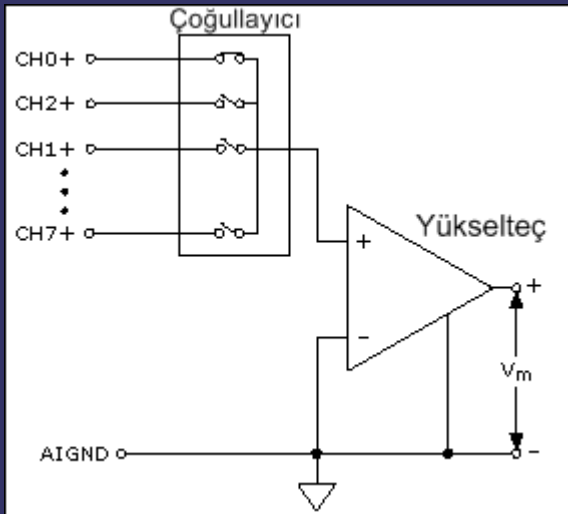 Çoğullayıcı
CH0+
CH2+
CH1+
CH7+
Yükselteç
+
-
+
Vm
-
AIGND